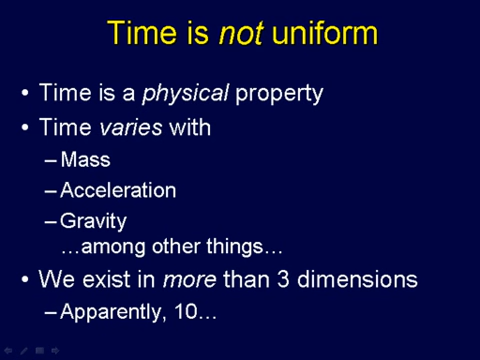 Time is not uniform
• Time is a physical property
• Time varies with
–Mass
–Acceleration
–Gravity
…among other things…
• We exist in more than 3 dimensions
–Apparently, 10…